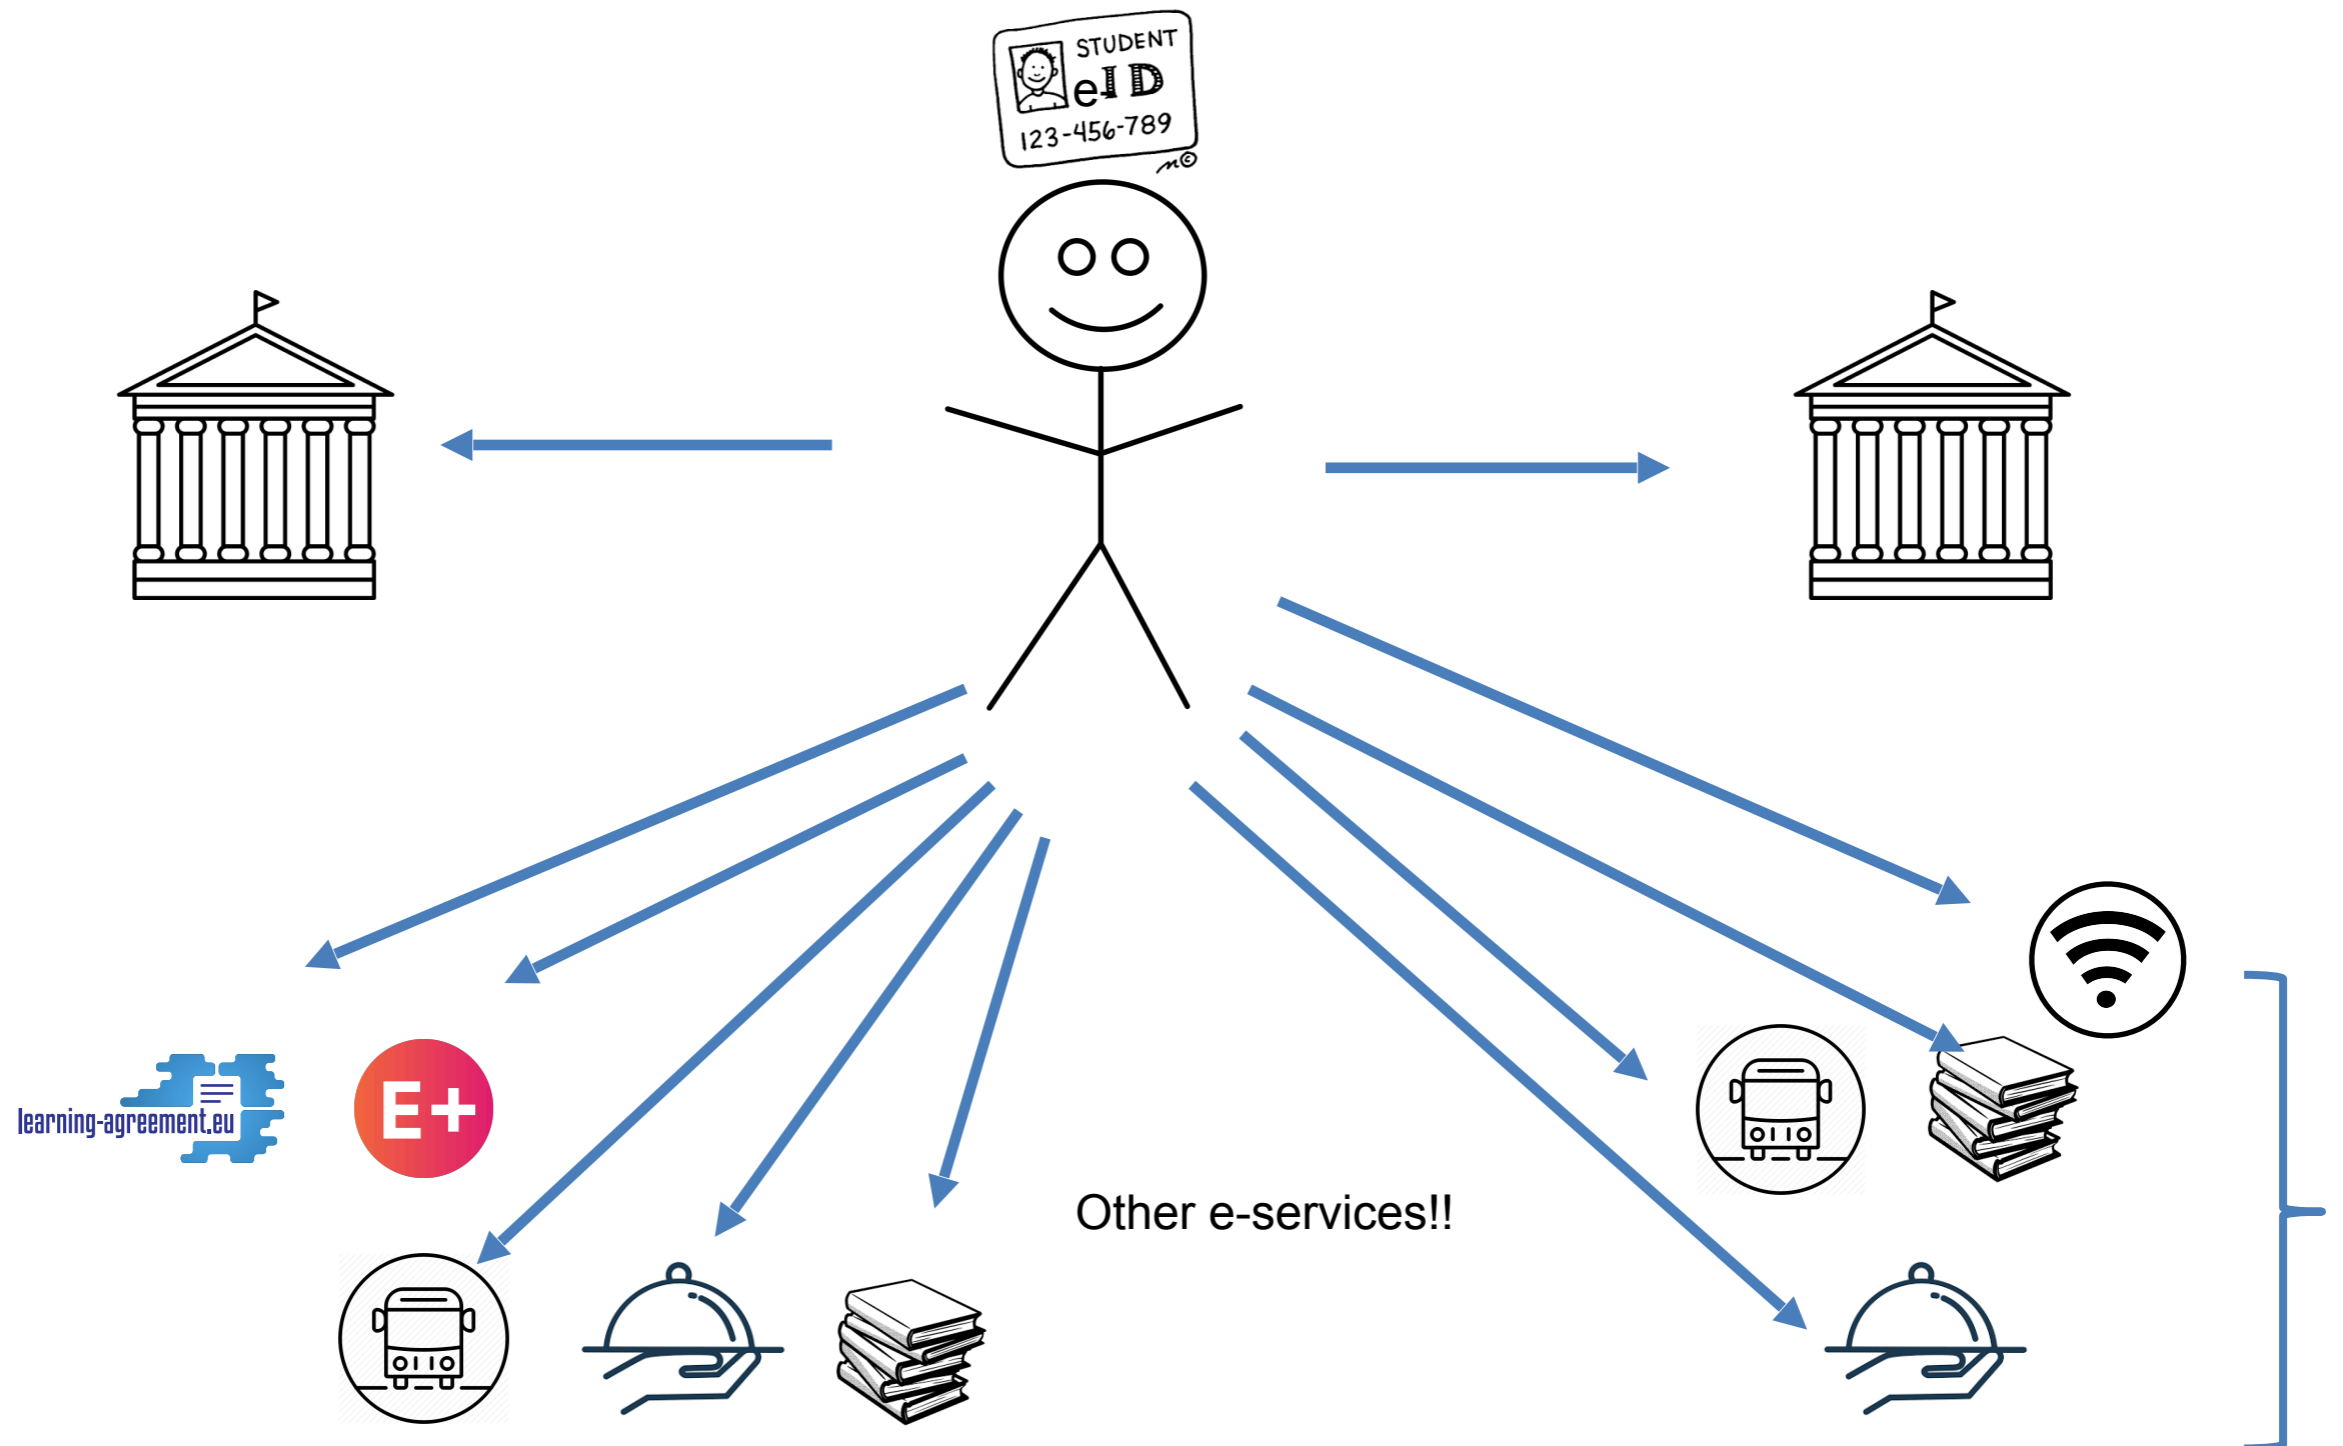 STUDENT
eID
123-456-789
learning-agreement.eu
E+
Other e-services!!